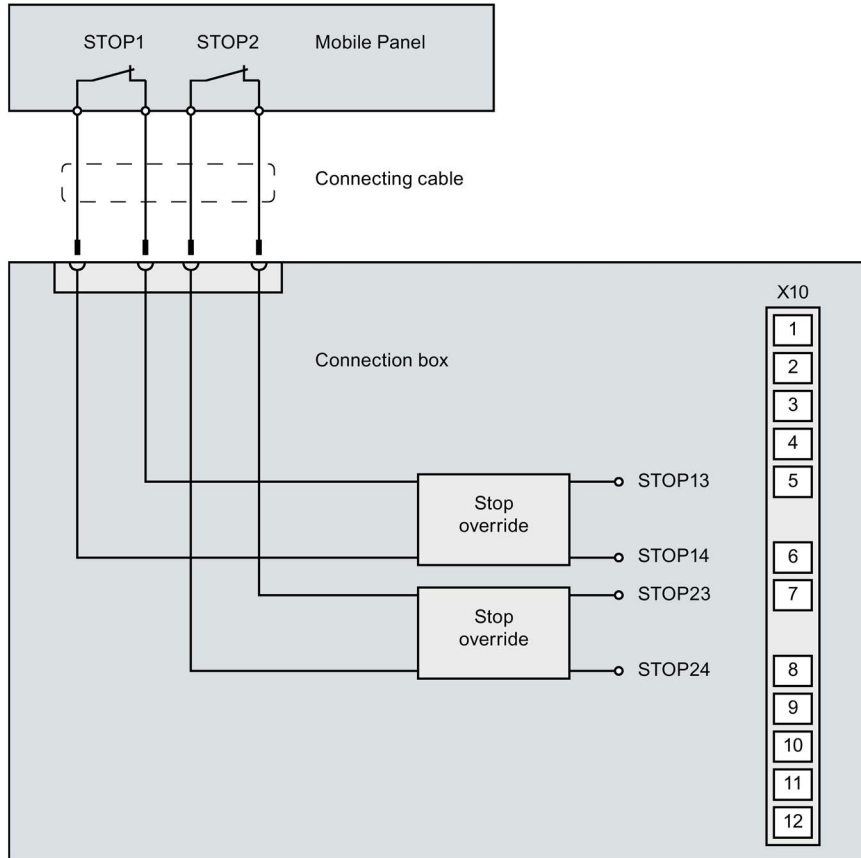 STOP1 STOP2 Mobile Panel
Connecting cable
X10
1
Connection box 2
3
4
STOP13 5
Stop
override
STOP14 6
STOP23 7
Stop
override
STOP24 8
9
10
11
12